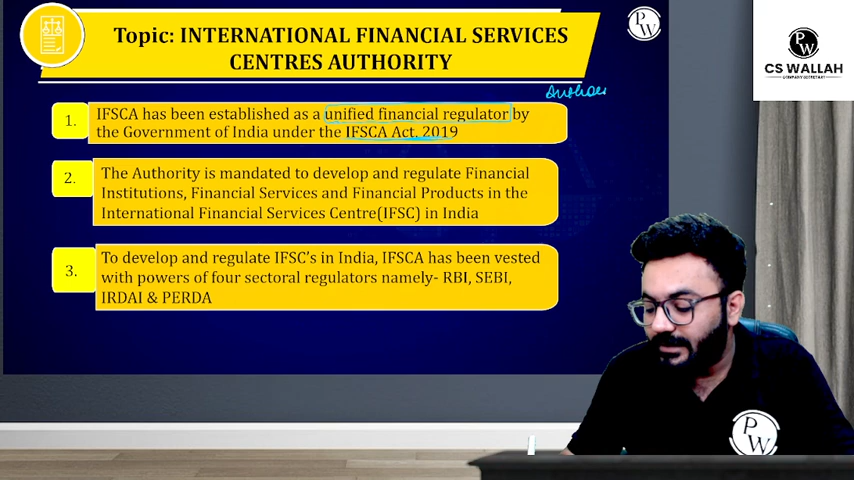 Topic: INTERNATIONAL FINANCIAL SERVICES
CENTRES AUTHORITY
PW
CS WALLAH
COMPANY SECRETARY
1.
IFSCA has been established as a unified financial regulator by
the Government of India under the IFSCA Act, 2019
2.
The Authority is mandated to develop and regulate Financial
Institutions, Financial Services and Financial Products in the
International Financial Services Centre(IFSC) in India
3.
To develop and regulate IFSC's in India, IFSCA has been vested
with powers of four sectoral regulators namely- RBI, SEBI,
IRDAI & PERDA
PW